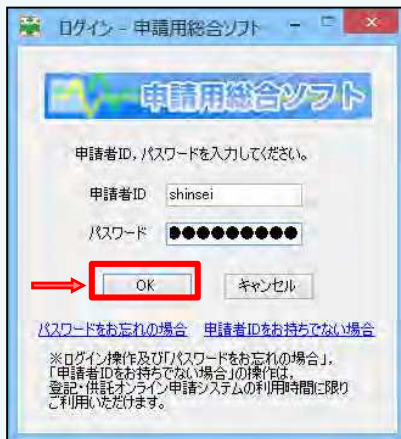 ログイン - 申請用総合ソフト
申請用総合ソフト
申請者ID, パスワードを入力してください。
申請者ID shinsei
パスワード ●●●●●●●●●
OK キャンセル
パスワードをお忘れの場合 申請者IDをお持ちでない場合
※ログイン操作及び「パスワードをお忘れの場合」,
「申請者IDをお持ちでない場合」の操作は,
登記・供託オンライン申請システムの利用時間に限り
ご利用いただけます。